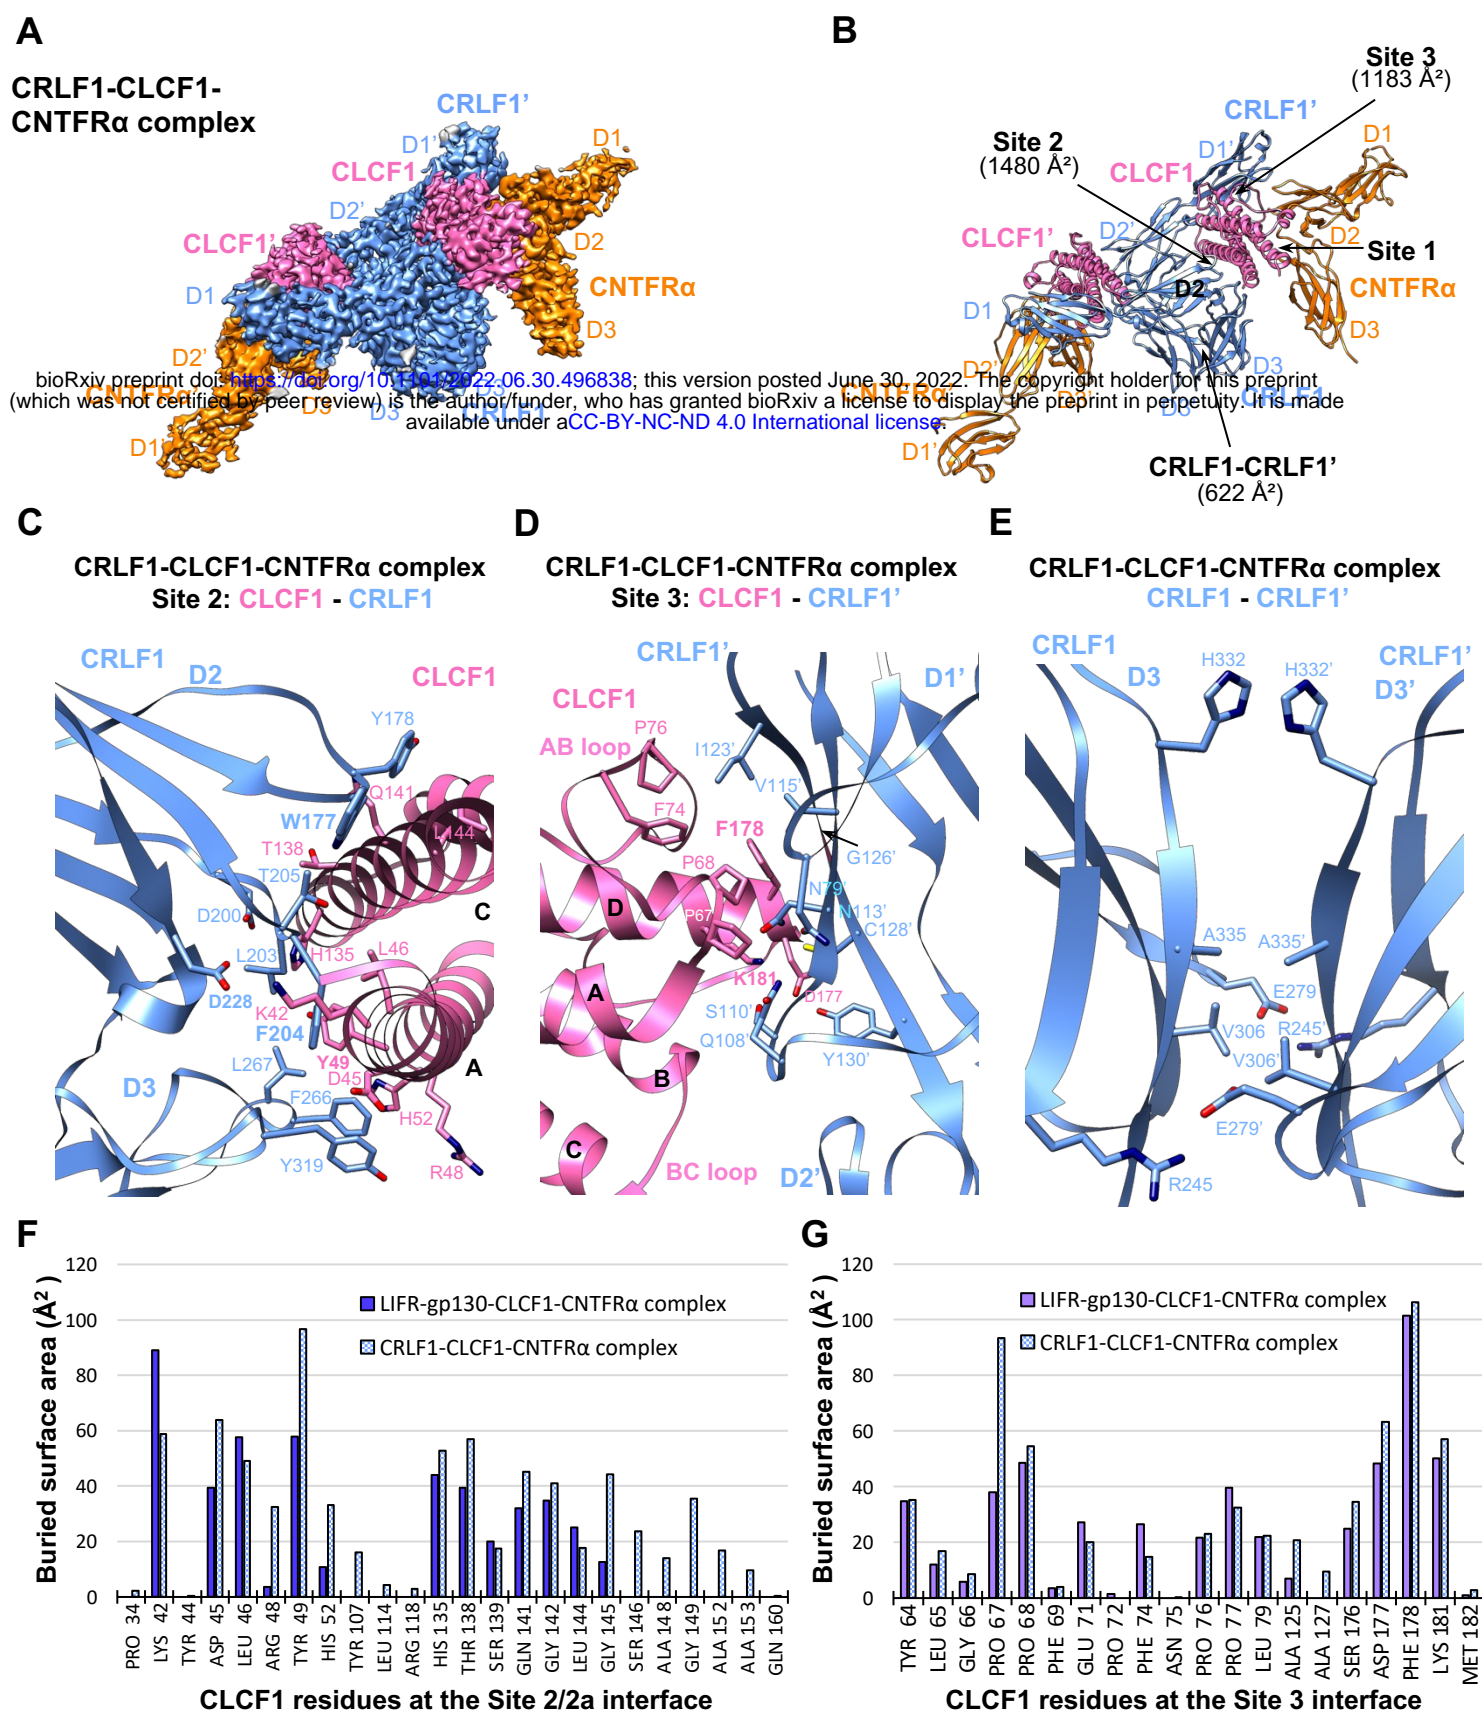 A
B
CRLF1-CLCF1-
CNTFRα complex
CRLF1’
D1’
CLCF1
D1
D2’
CLCF1’
D2
D1
CNTFRα
D3
D2’
CNTFRα’
D3’
D3’
D3
CRLF1
D1’
Site 3
(1183 Å²)
CRLF1’
Site 2
(1480 Å²)
D1’
D1
CLCF1
D2’
CLCF1’
D2
Site 1
D2
CNTFRα
D1
D3
D2’
D3
CNTFRα’
D3’
D3’
CRLF1
D1’
CRLF1-CRLF1’
(622 Å²)
bioRxiv preprint doi: https://doi.org/10.1101/2022.06.30.496838; this version posted June 30, 2022. The copyright holder for this preprint
(which was not certified by peer review) is the author/funder, who has granted bioRxiv a license to display the preprint in perpetuity. It is made
available under aCC-BY-NC-ND 4.0 International license.
C
CRLF1-CLCF1-CNTFRα complex
Site 2: CLCF1 - CRLF1
CRLF1
D2
CLCF1
Y178
Q141
W177
L144
T138
T205
D200
C
L203
H135
L46
D228
K42
F204
Y49
L267
D45
A
D3
F266
H52
Y319
R48
D
CRLF1-CLCF1-CNTFRα complex
Site 3: CLCF1 - CRLF1’
CRLF1’
D1’
CLCF1
P76
AB loop
I123’
V115’
F74
F178
G126’
P68
N79’
D
P67
N113’
C128’
K181
A
D177
S110’
Q108’
Y130’
B
C
BC loop
D2’
E
CRLF1-CLCF1-CNTFRα complex
CRLF1 - CRLF1’
CRLF1
H332
H332’
CRLF1’
D3
D3’
A335
A335’
E279
V306
R245’
V306’
E279’
R245
F
Buried surface area (Å²)
120
100
80
60
40
20
0
LIFR-gp130-CLCF1-CNTFRα complex
CRLF1-CLCF1-CNTFRα complex
PRO 34
LYS 42
TYR 44
ASP 45
LEU 46
ARG 48
TYR 49
HIS 52
TYR 107
LEU 114
ARG 118
HIS 135
THR 138
SER 139
GLN 141
GLY 142
LEU 144
GLY 145
SER 146
ALA 14 8
GLY 149
ALA 15 2
ALA 15 3
GLN 160
CLCF1 residues at the Site 2/2a interface
G
Buried surface area (Å²)
120
100
80
60
40
20
0
LIFR-gp130-CLCF1-CNTFRα complex
CRLF1-CLCF1-CNTFRα complex
TYR 64
LEU 65
GLY 66
PRO 67
PRO 68
PHE 69
GLU 71
PRO 72
PHE 74
ASN 75
PRO 76
PRO 77
LEU 79
ALA 125
ALA 127
SER 176
ASP 177
PHE 178
LYS 181
MET 182
CLCF1 residues at the Site 3 interface